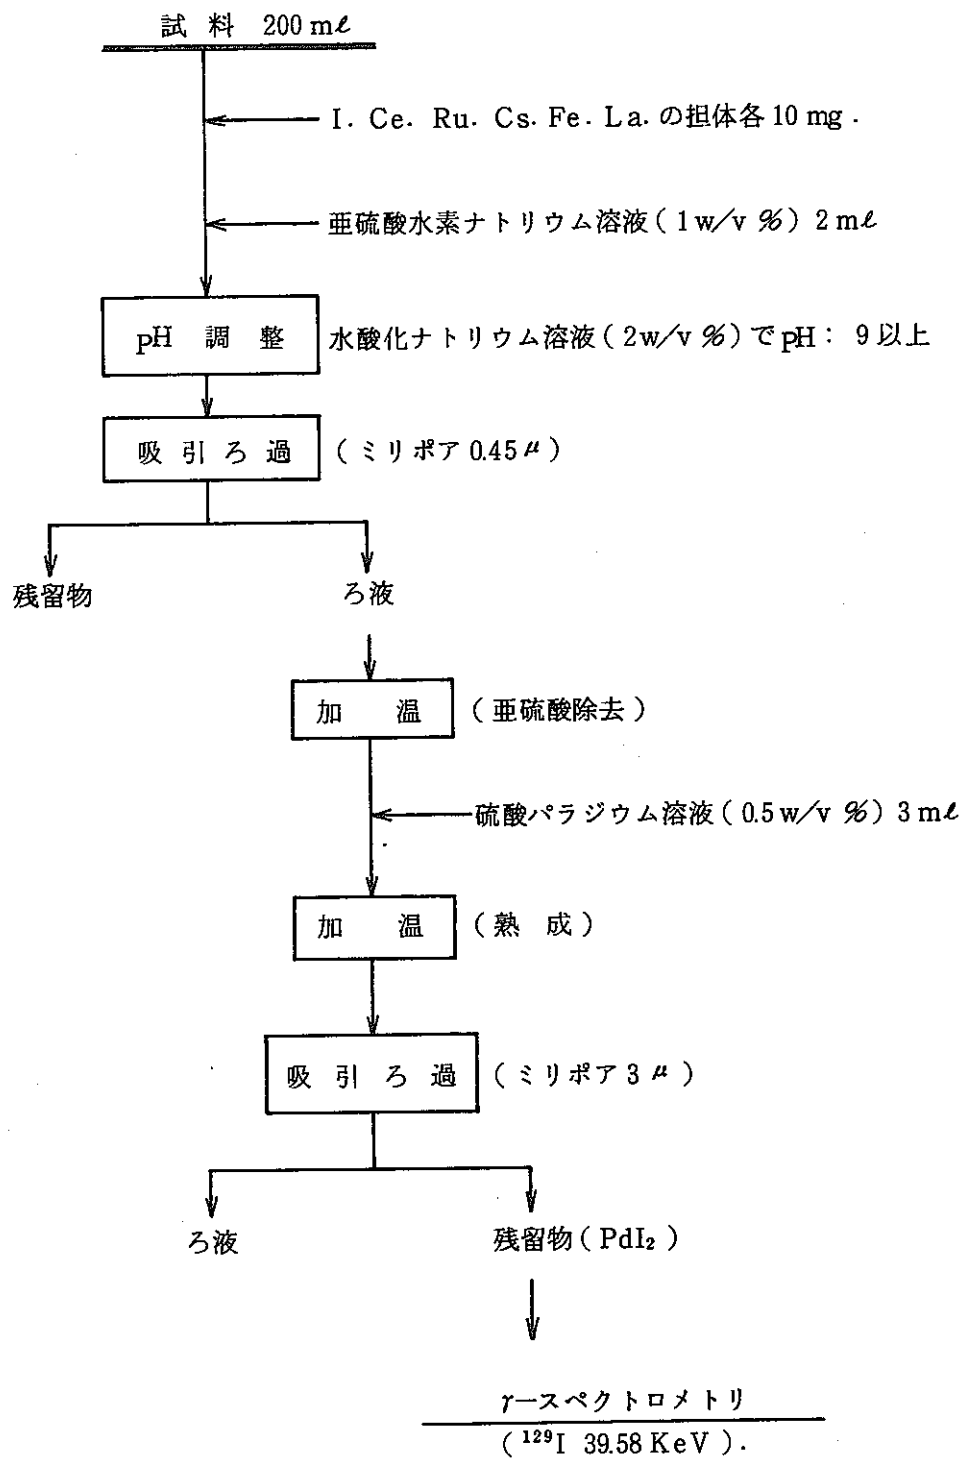 試料 200 mℓ
I. Ce. Ru. Cs. Fe. La. の担体各 10 mg .
亜硫酸水素ナトリウム溶液 ( 1 w/v % ) 2 mℓ
pH 調整 水酸化ナトリウム溶液 ( 2 w/v % ) で pH : 9 以上
吸引ろ過 ( ミリポア 0.45 μ )
残留物 ろ液
加温 ( 亜硫酸除去 )
硫酸パラジウム溶液 ( 0.5 w/v % ) 3 mℓ
加温 ( 熟成 )
吸引ろ過 ( ミリポア 3 μ )
ろ液 残留物 ( PdI₂ )
γ-スペクトロメトリ
( ¹²⁹I 39.58 KeV ) .